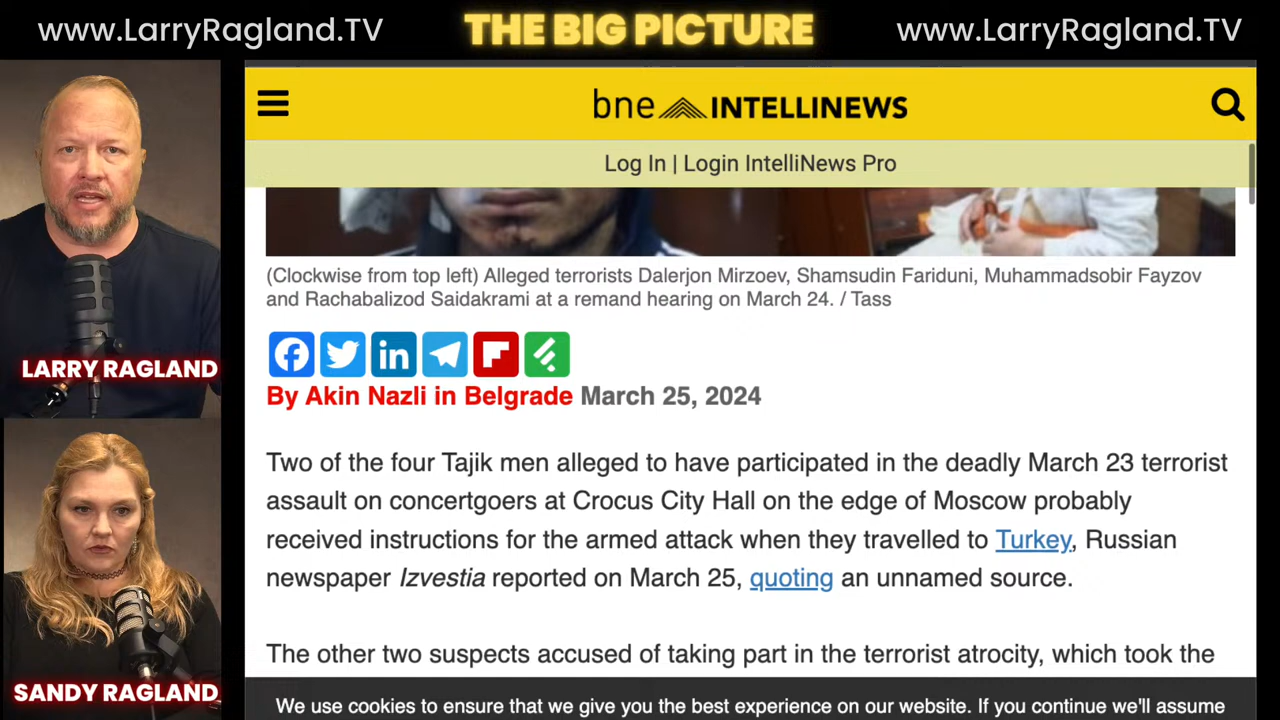 www.LarryRagland.TV
THE BIG PICTURE
www.LarryRagland.TV
bne INTELLINEWS
Log In | Login IntelliNews Pro
(Clockwise from top left) Alleged terrorists Dalerjon Mirzoev, Shamsudin Fariduni, Muhammadsobir Fayzov
and Rachabalizod Saidakrami at a remand hearing on March 24. / Tass
By Akin Nazli in Belgrade March 25, 2024
Two of the four Tajik men alleged to have participated in the deadly March 23 terrorist
assault on concertgoers at Crocus City Hall on the edge of Moscow probably
received instructions for the armed attack when they travelled to Turkey, Russian
newspaper Izvestia reported on March 25, quoting an unnamed source.
The other two suspects accused of taking part in the terrorist atrocity, which took the
We use cookies to ensure that we give you the best experience on our website. If you continue we'll assume
LARRY RAGLAND
SANDY RAGLAND